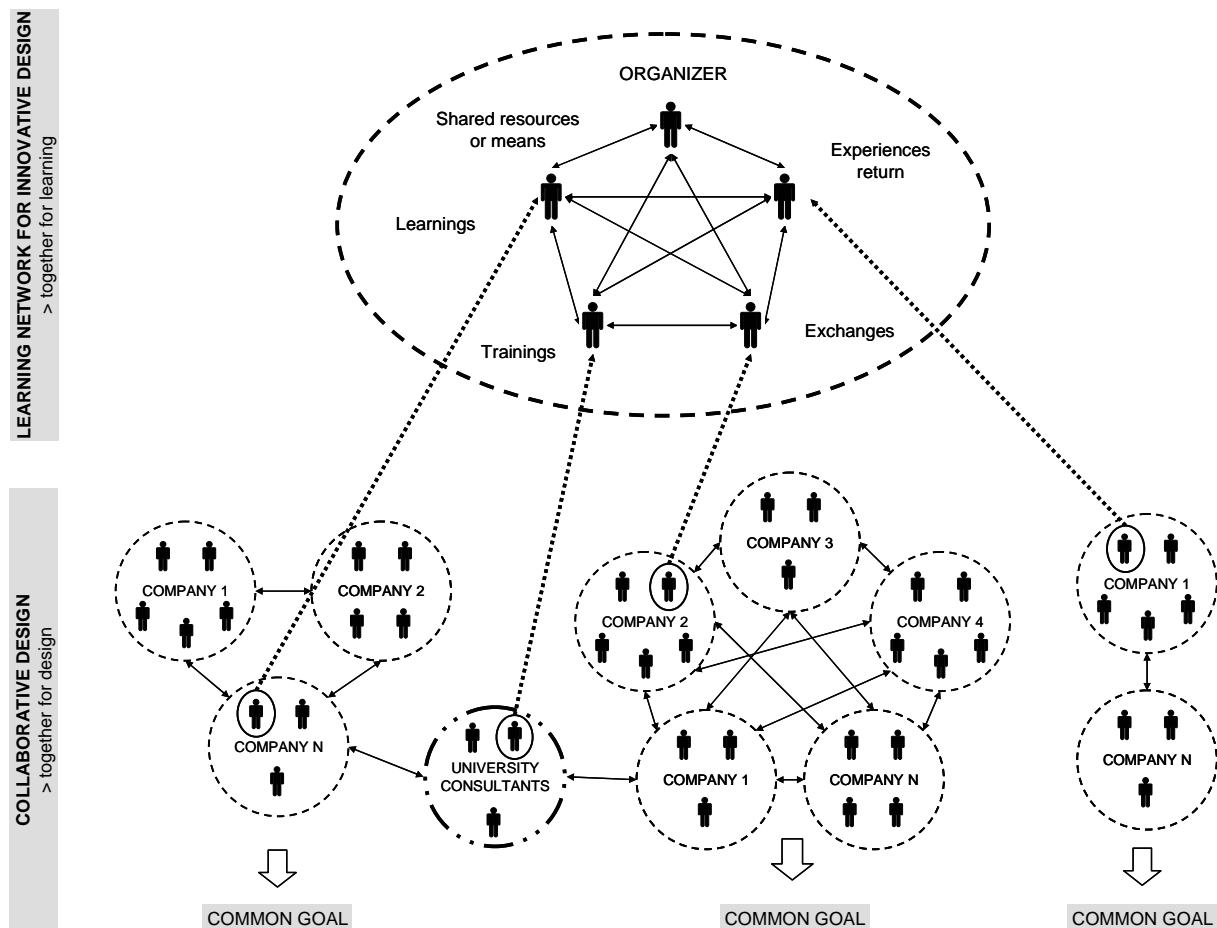 LEARNING NETWORK FOR INNOVATIVE DESIGN
> together for learning
ORGANIZER
Shared resources
or means
Experiences
return
Learnings
Trainings
Exchanges
COLLABORATIVE DESIGN
> together for design
COMPANY 1
COMPANY 2
COMPANY N
UNIVERSITY
CONSULTANTS
COMPANY 3
COMPANY 2
COMPANY 4
COMPANY 1
COMPANY N
COMPANY 1
COMPANY N
COMMON GOAL
COMMON GOAL
COMMON GOAL